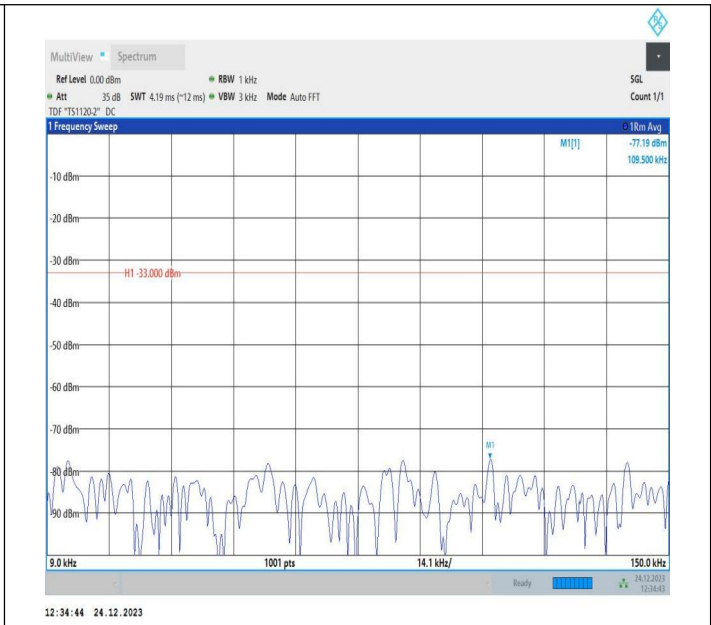 R S
MultiView Spectrum
Ref Level 0.00 dBm RBW 1 kHz SGL
Att 35 dB SWT 4.19 ms (~12 ms) VBW 3 kHz Mode Auto FFT Count 1/1
TDF "TS1120-2" DC
1 Frequency Sweep 1Rm Avg
M1[1] -77.19 dBm
109.500 kHz
-10 dBm
-20 dBm
-30 dBm
H1 -33.000 dBm
-40 dBm
-50 dBm
-60 dBm
-70 dBm
M1
-80 dBm
-90 dBm
9.0 kHz 1001 pts 14.1 kHz/ 150.0 kHz
Ready 24.12.2023
12:34:43
12:34:44 24.12.2023